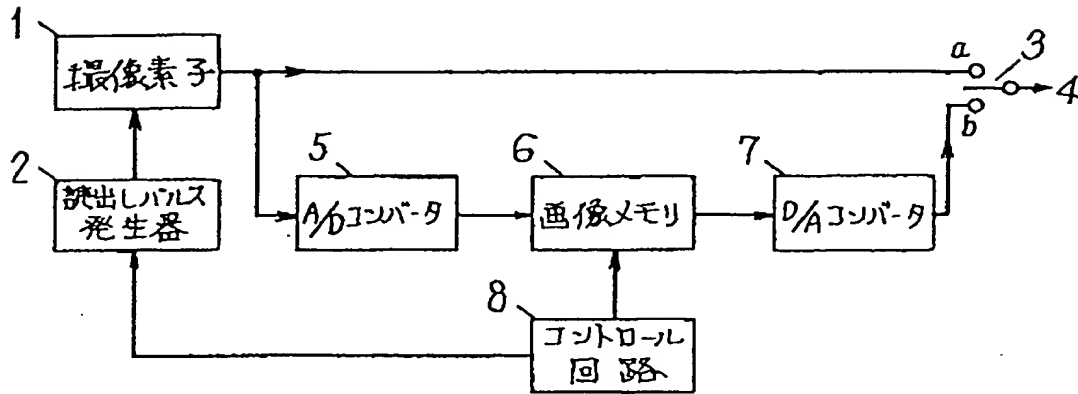 1
撮像素子
a
3
4
b
2
読出しパルス
発生器
5
A/Dコンバータ
6
画像メモリ
7
D/Aコンバータ
8
コントロール
回路